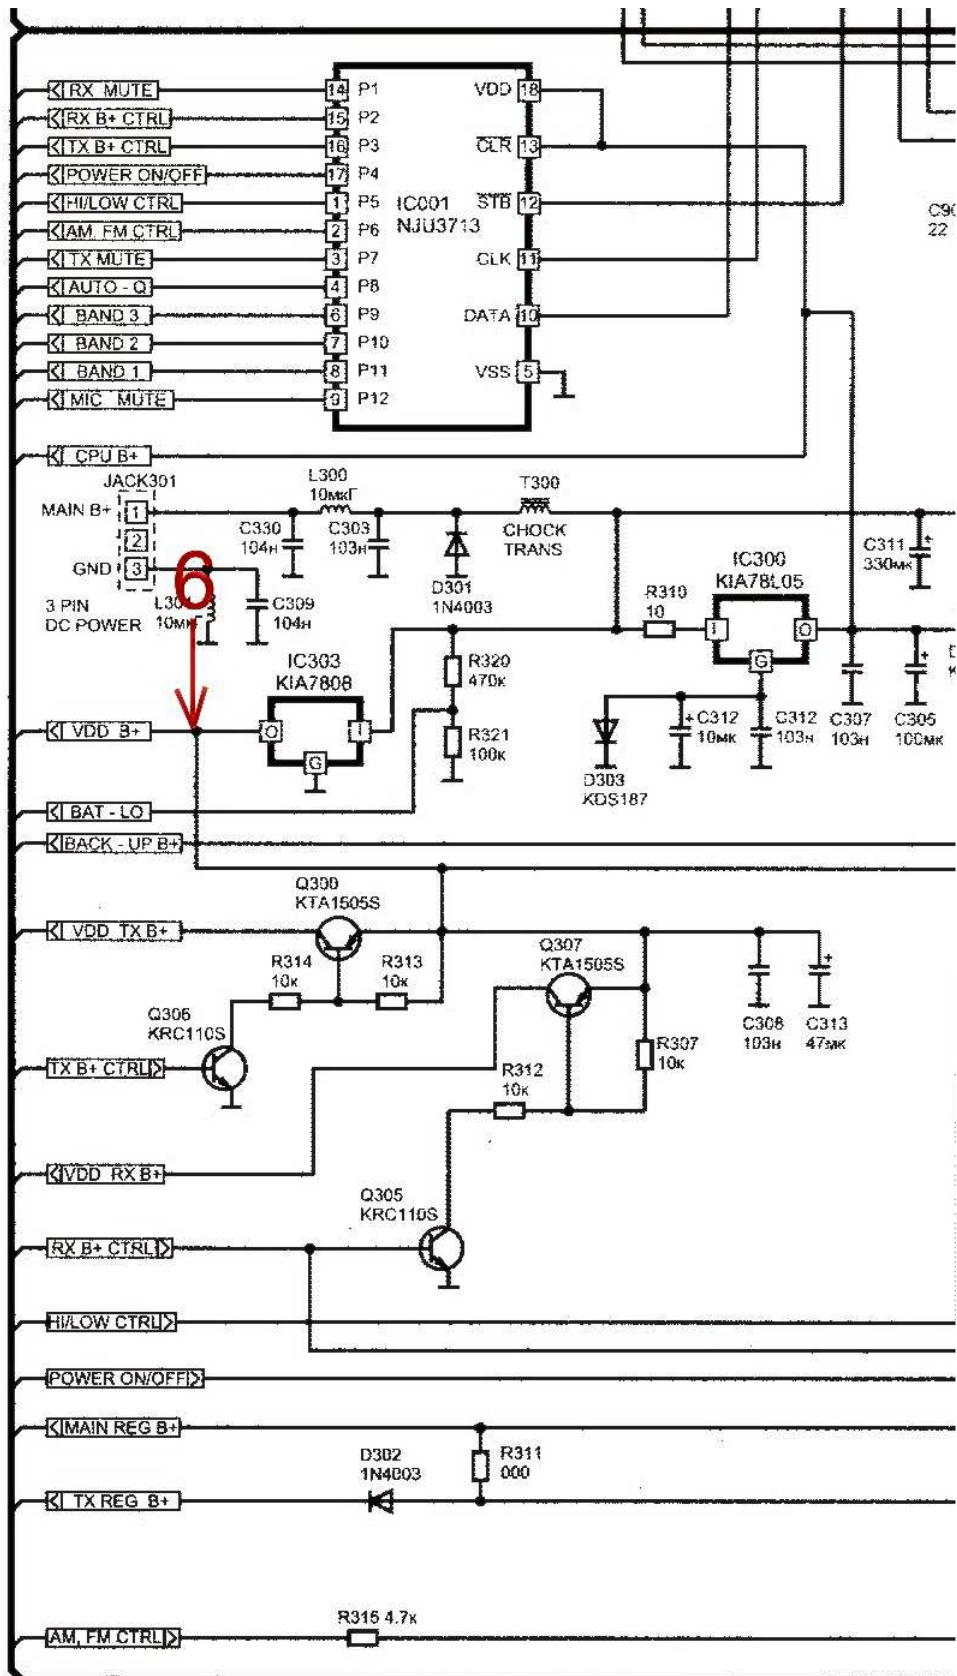 RX MUTE
RX B+ CTRL
TX B+ CTRL
POWER ON/OFF
HI/LOW CTRL
AM, FM CTRL
TX MUTE
AUTO - Q
BAND 3
BAND 2
BAND 1
MIC MUTE
14 P1
15 P2
16 P3
17 P4
1 P5
2 P6
3 P7
4 P8
6 P9
7 P10
8 P11
9 P12
IC001
NJU3713
VDD 18
CLR 13
STB 12
CLK 11
DATA 10
VSS 5
22
CPU B+
JACK301
MAIN B+ 1
2
GND 3
3 PIN
DC POWER
6
L300
10мкГ
C330
104н
C303
103н
D301
1N4003
T300
CHOCK
TRANS
C309
104н
R310
10
IC300
KIA78L05
I O
G
C311
+
330мк
IC303
KIA7808
O I
G
R320
470к
R321
100к
D303
KDS187
+ C312
10мк
C312
103н
C307
103н
+
C305
100мк
VDD B+
BAT - LO
BACK - UP B+
Q300
KTA1505S
VDD TX B+
R314
10к
R313
10к
Q307
KTA1505S
C308
103н
+
C313
47мк
Q306
KRC110S
TX B+ CTRL
R312
10к
R307
10к
VDD RX B+
Q305
KRC110S
RX B+ CTRL
HI/LOW CTRL
POWER ON/OFF
MAIN REG B+
D302
1N4003
R311
000
TX REG B+
R315 4.7к
AM, FM CTRL